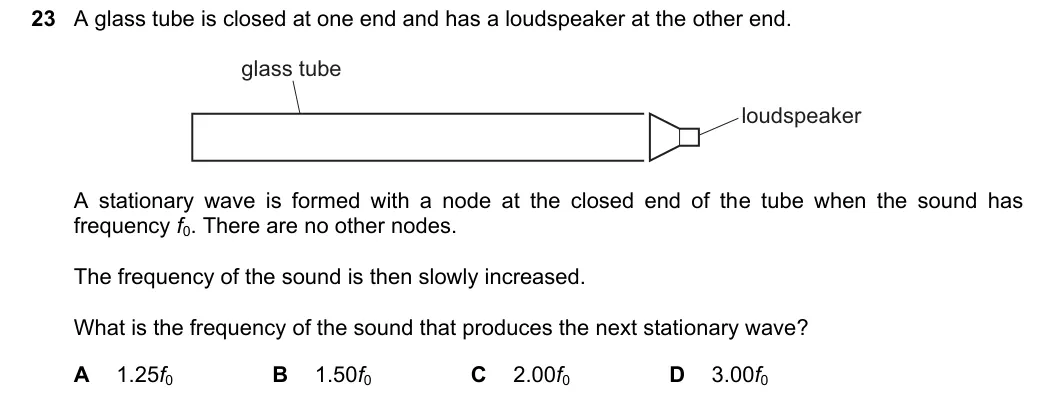 23 A glass tube is closed at one end and has a loudspeaker at the other end.
glass tube
loudspeaker
A stationary wave is formed with a node at the closed end of the tube when the sound has
frequency f₀. There are no other nodes.
The frequency of the sound is then slowly increased.
What is the frequency of the sound that produces the next stationary wave?
A 1.25f₀ B 1.50f₀ C 2.00f₀ D 3.00f₀